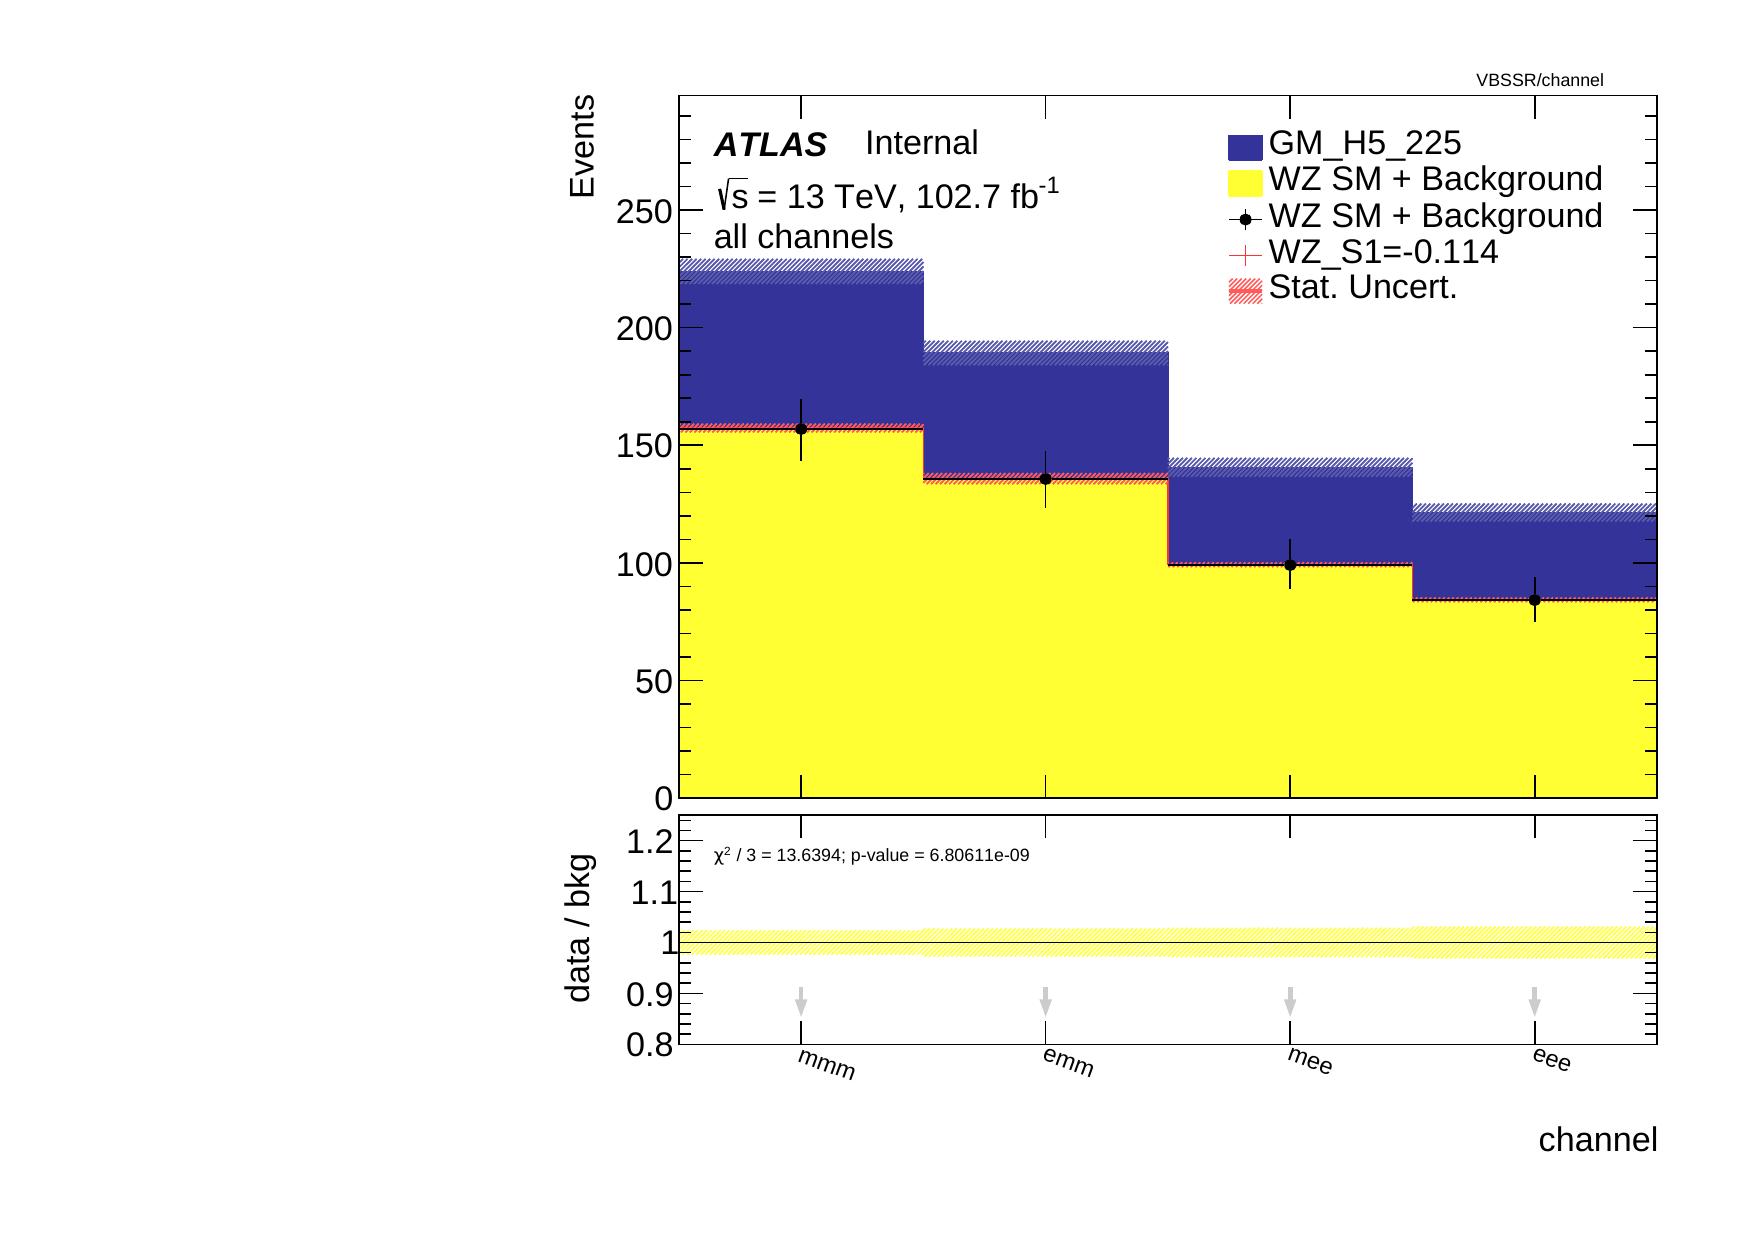 VBSSR/channel
Events
ATLAS Internal
√s = 13 TeV, 102.7 fb⁻¹
all channels
GM_H5_225
WZ SM + Background
WZ SM + Background
WZ_S1=-0.114
Stat. Uncert.
250
200
150
100
50
0
data / bkg
χ² / 3 = 13.6394; p-value = 6.80611e-09
1.2
1.1
1
0.9
0.8
mmm emm mee eee
channel